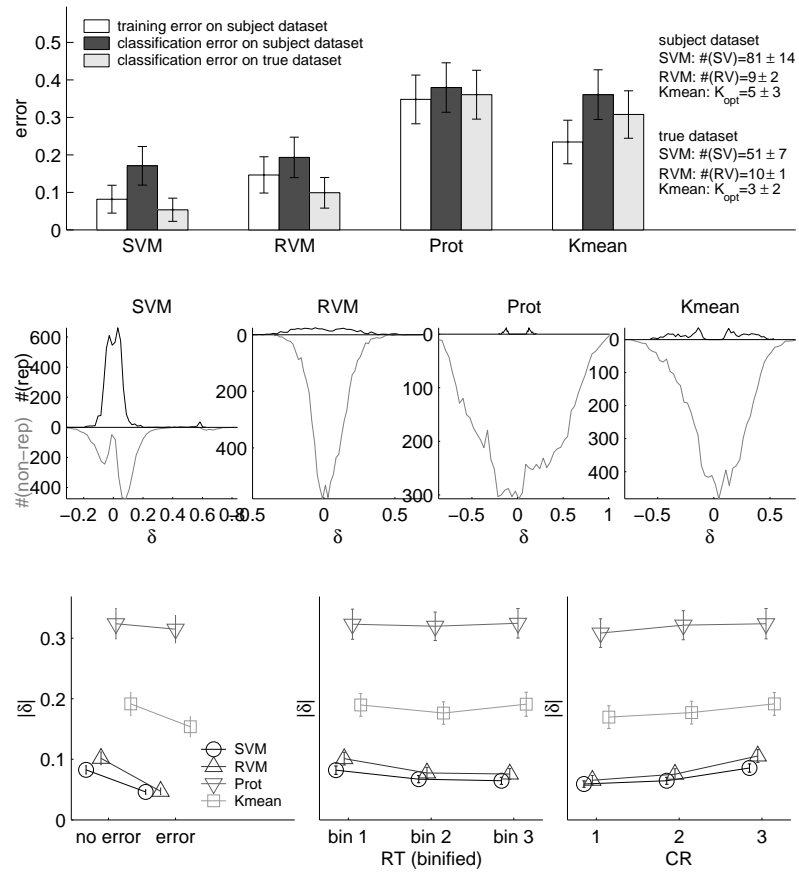 training error on subject dataset
classification error on subject dataset
classification error on true dataset
error
0.5
0.4
0.3
0.2
0.1
0
SVM
RVM
Prot
Kmean
subject dataset
SVM: #(SV)=81 ± 14
RVM: #(RV)=9 ± 2
Kmean: K_opt=5 ± 3
true dataset
SVM: #(SV)=51 ± 7
RVM: #(RV)=10 ± 1
Kmean: K_opt=3 ± 2
SVM
#(non−rep) #(rep)
600
400
200
0
200
400
−0.2 0 0.2 0.4 0.6 0.8
δ
RVM
0
200
400
−0.5 0 0.5
δ
Prot
0
100
200
300
−0.5 0 0.5 1
δ
Kmean
0
100
200
300
400
−0.5 0 0.5
δ
|δ|
0.3
0.2
0.1
0
SVM
RVM
Prot
Kmean
no error error
|δ|
bin 1 bin 2 bin 3
RT (binified)
|δ|
1 2 3
CR